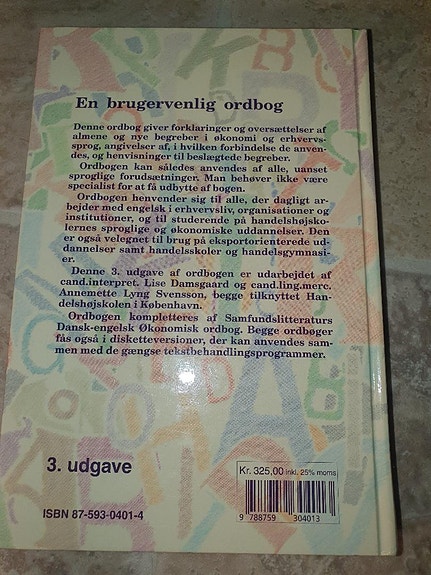 En brugervenlig ordbog
Denne ordbog giver forklaringer og oversættelser af
almene og nye begreber i økonomi og erhvervs-
sprog, angivelser af, i hvilken forbindelse de anven-
des, og henvisninger til beslægtede begreber.
Ordbogen kan således anvendes af alle, uanset
sproglige forudsætninger. Man behøver ikke være
specialist for at få udbytte af bogen.
Ordbogen henvender sig til alle, der dagligt ar-
bejder med engelsk i erhvervsliv, organisationer og
institutioner, og til studerende på handelshøjsko-
lernes sproglige og økonomiske uddannelser. Den
er også velegnet til brug på eksportorienterede ud-
dannelser samt handelsskoler og handelsgymnasi-
er.
Denne 3. udgave af ordbogen er udarbejdet af
cand.interpret. Lise Damsgaard og cand.ling.merc.
Annemette Lyng Svensson, begge tilknyttet Han-
delshøjskolen i København.
Ordbogen kompletteres af Samfundslitteraturs
Dansk-engelsk Økonomisk ordbog. Begge ordbøger
fås også i disketteversioner, der kan anvendes sam-
men med de gængse tekstbehandlingsprogrammer.
3. udgave
ISBN 87-593-0401-4
Kr. 325,00 inkl. 25% moms
9 788759 304013